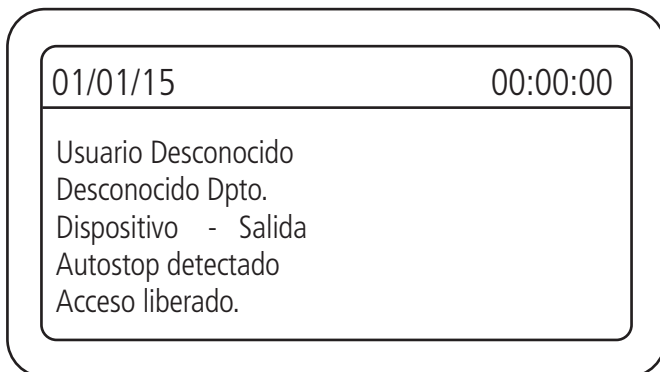 01/01/15 00:00:00
Usuario Desconocido
Desconocido Dpto.
Dispositivo - Salida
Autostop detectado
Acceso liberado.